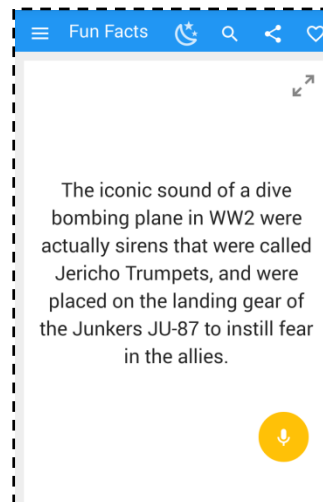 Fun Facts
The iconic sound of a dive
bombing plane in WW2 were
actually sirens that were called
Jericho Trumpets, and were
placed on the landing gear of
the Junkers JU-87 to instill fear
in the allies.